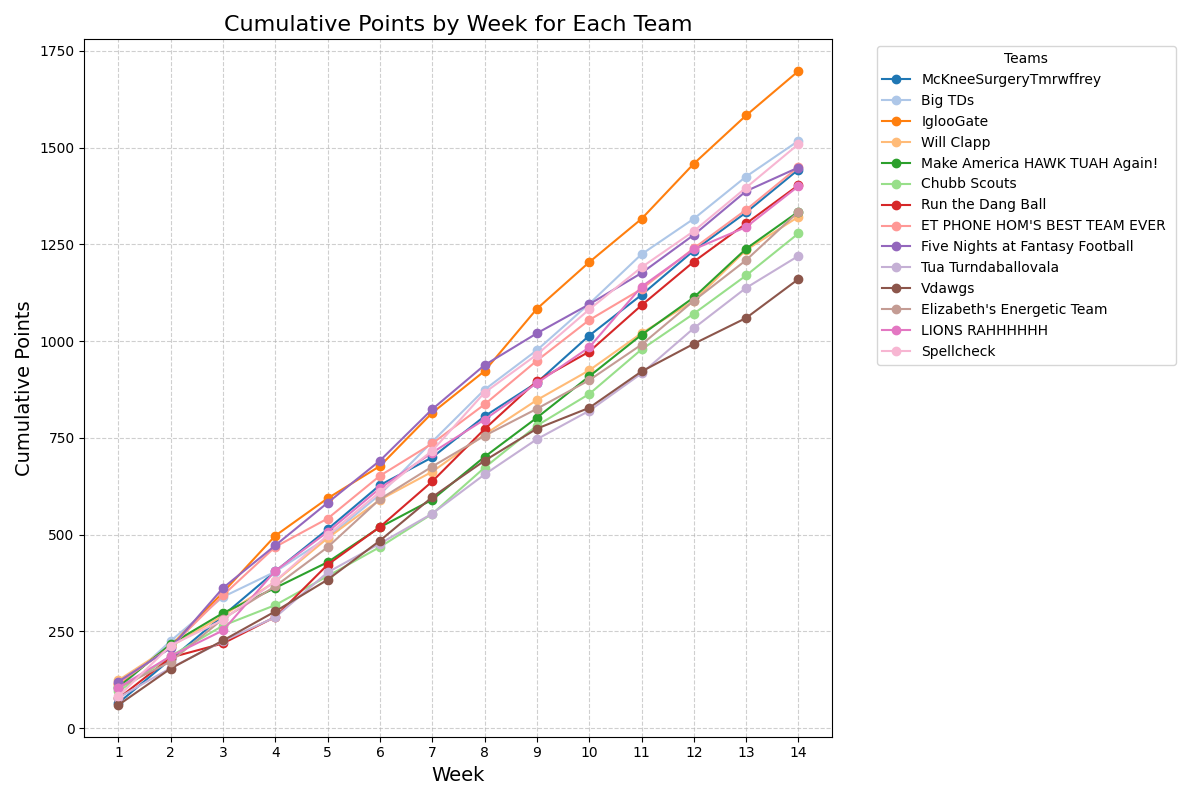 Cumulative Points by Week for Each Team
Cumulative Points
1750
1500
1250
1000
750
500
250
0
1 2 3 4 5 6 7 8 9 10 11 12 13 14
Week
Teams
McKneeSurgeryTmrwffrey
Big TDs
IglooGate
Will Clapp
Make America HAWK TUAH Again!
Chubb Scouts
Run the Dang Ball
ET PHONE HOM'S BEST TEAM EVER
Five Nights at Fantasy Football
Tua Turndaballovala
Vdawgs
Elizabeth's Energetic Team
LIONS RAHHHHHH
Spellcheck